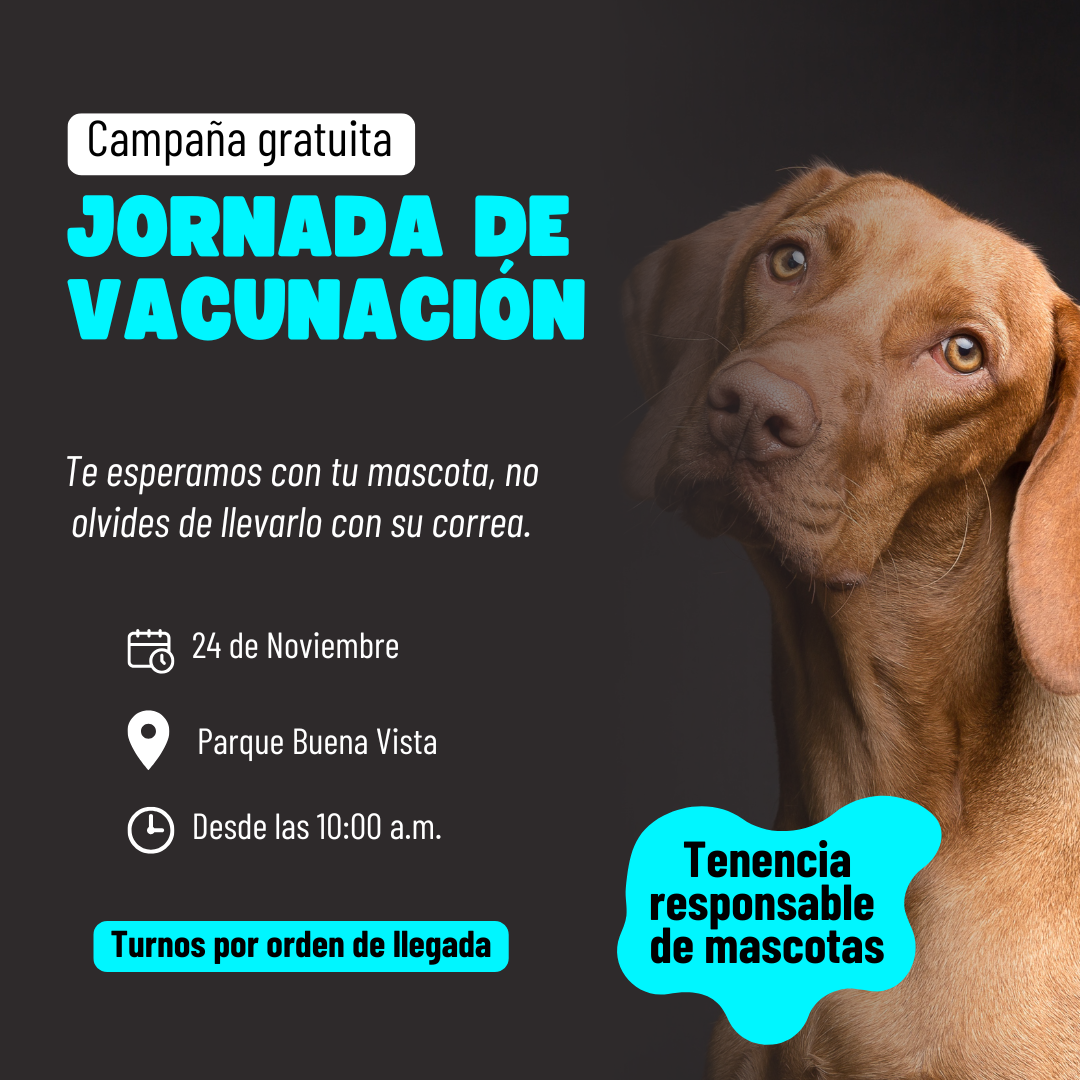 Campaña gratuita
JORNADA DE
VACUNACIÓN
Te esperamos con tu mascota, no
olvides de llevarlo con su correa.
24 de Noviembre
Parque Buena Vista
Desde las 10:00 a.m.
Turnos por orden de llegada
Tenencia
responsable
de mascotas